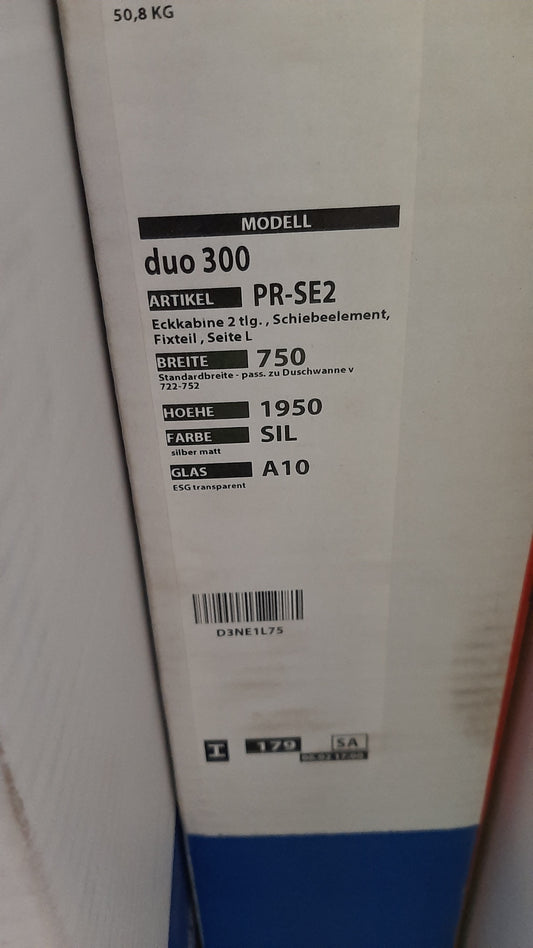 50,8 KG
MODELL
duo 300
ARTIKEL PR-SE2
Eckkabine 2 tlg. , Schiebeelement,
Fixteil , Seite L
BREITE 750
Standardbreite - pass. zu Duschwanne v
722-752
HOEHE 1950
FARBE SIL
silber matt
GLAS A10
ESG transparent
D3NE1L75
I 179 SA